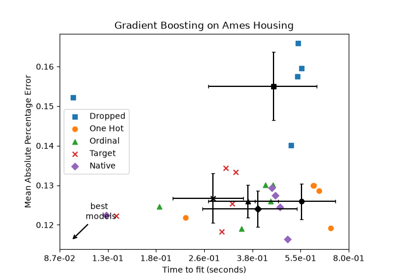 Gradient Boosting on Ames Housing
Mean Absolute Percentage Error
0.16
0.15
0.14
0.13
0.12
Dropped
One Hot
Ordinal
Target
Native
best
models
8.7e-02 1.3e-01 1.8e-01 2.6e-01 3.8e-01 5.5e-01 8.0e-01
Time to fit (seconds)